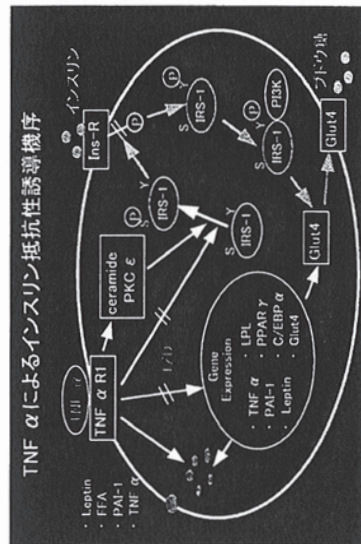 TNF αによるインスリン抵抗性誘導機序
・Leptin
・FFA
・PAI-1
・TNF α
TNF α
TNF α R1
ceramide
PKC ε
インスリン
Ins-R
P
P
Y
S
IRS-1
P
S
Y
IRS-1
S
Y
IRS-1
P
Y
S
IRS-1
PI3K
Gene
Expression
・TNF α
・PAI-1
・Leptin
・LPL
・PPAR γ
・C/EBP α
・Glut4
Glut4
Glut4
ブドウ糖